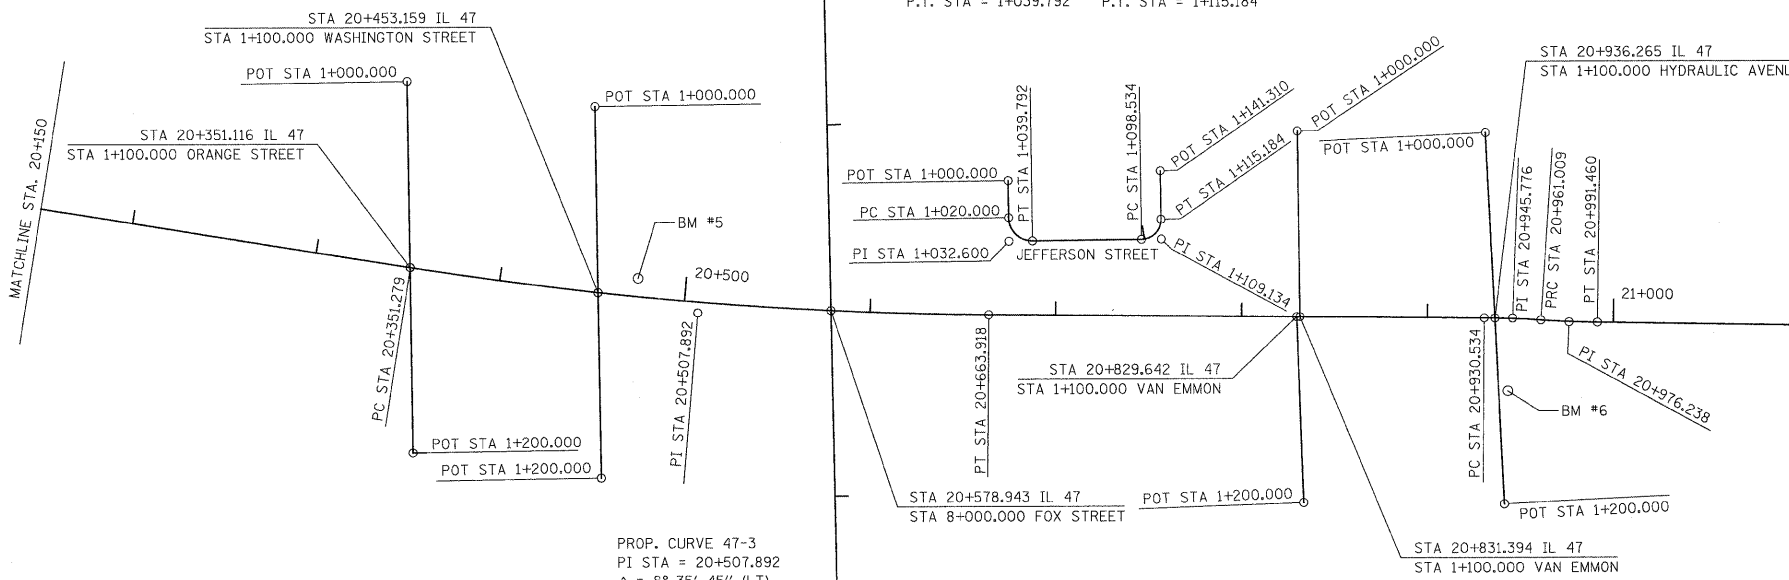 P.T. STA = 1+039.792 P.T. STA = 1+115.184
STA 20+453.159 IL 47
STA 1+100.000 WASHINGTON STREET
POT STA 1+000.000
POT STA 1+000.000
STA 20+351.116 IL 47
STA 1+100.000 ORANGE STREET
MATCHLINE STA. 20+150
BM #5
20+500
PC STA 20+351.279
PI STA 20+507.892
POT STA 1+200.000
POT STA 1+200.000
PROP. CURVE 47-3
PI STA = 20+507.892
POT STA 1+000.000
PC STA 1+020.000
PI STA 1+032.600
PT STA 1+039.792
JEFFERSON STREET
PC STA 1+098.534
POT STA 1+141.310
PT STA 1+115.184
PI STA 1+109.134
POT STA 1+000.000
POT STA 1+000.000
STA 20+936.265 IL 47
STA 1+100.000 HYDRAULIC AVENU
PI STA 20+945.776
PRC STA 20+961.009
PT STA 20+991.460
21+000
PI STA 20+976.238
BM #6
PC STA 20+930.534
STA 20+829.642 IL 47
STA 1+100.000 VAN EMMON
PT STA 20+663.918
STA 20+578.943 IL 47
STA 8+000.000 FOX STREET
POT STA 1+200.000
POT STA 1+200.000
STA 20+831.394 IL 47
STA 1+100.000 VAN EMMON